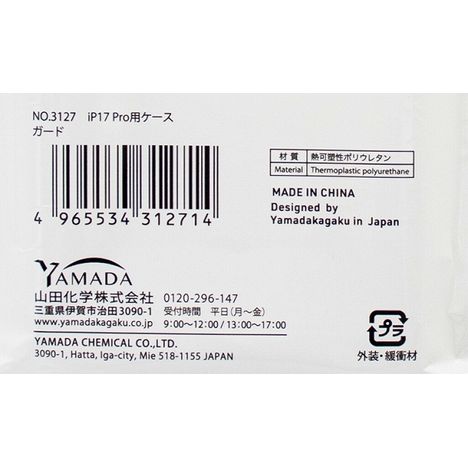 NO.3127 iP17 Pro用ケース
ガード
4 965534 312714
材 質 熱可塑性ポリウレタン
Material Thermoplastic polyurethane
MADE IN CHINA
Designed by
Yamadakagaku in Japan
YAMADA
山田化学株式会社 0120-296-147
三重県伊賀市治田3090-1 受付時間 平日(月〜金)
www.yamadakagaku.co.jp 9:00〜12:00 / 13:00〜17:00
YAMADA CHEMICAL CO.,LTD.
3090-1, Hatta, Iga-city, Mie 518-1155 JAPAN
プラ
外装・緩衝材